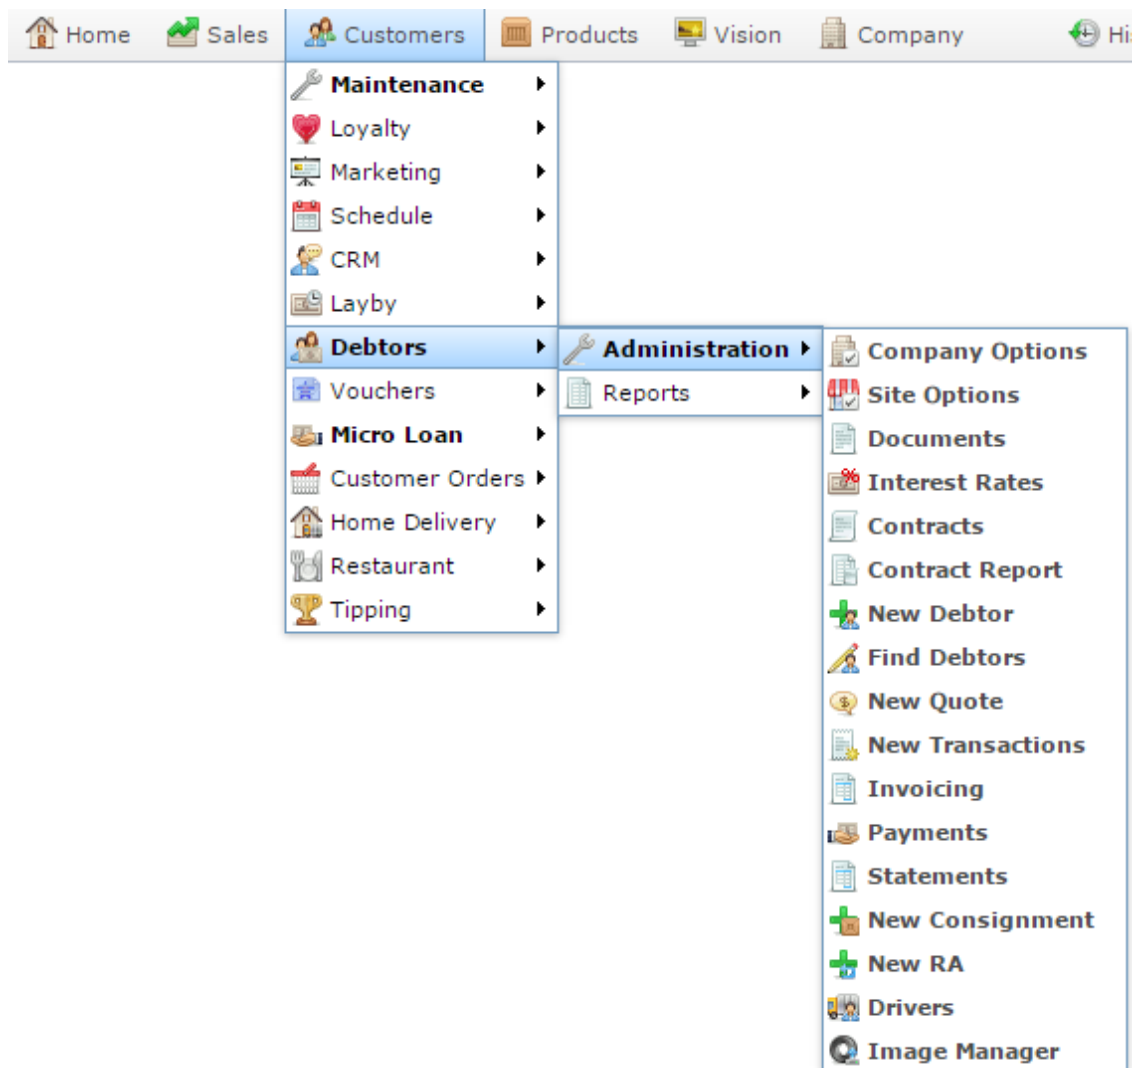 Home Sales Customers Products Vision Company
Maintenance
Loyalty
Marketing
Schedule
CRM
Layby
Debtors
Vouchers
Micro Loan
Customer Orders
Home Delivery
Restaurant
Tipping
Administration
Reports
Company Options
Site Options
Documents
Interest Rates
Contracts
Contract Report
New Debtor
Find Debtors
New Quote
New Transactions
Invoicing
Payments
Statements
New Consignment
New RA
Drivers
Image Manager